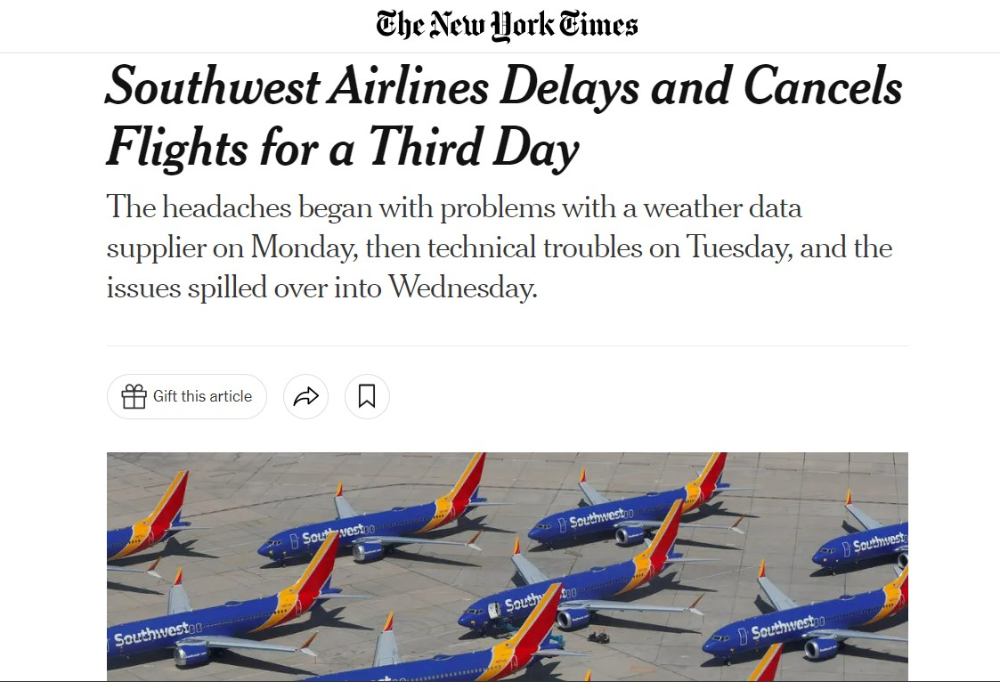 The New York Times
Southwest Airlines Delays and Cancels
Flights for a Third Day
The headaches began with problems with a weather data
supplier on Monday, then technical troubles on Tuesday, and the
issues spilled over into Wednesday.
Gift this article
Southwest
Southwest
Southwest
Southwest
Southwest
Southwest